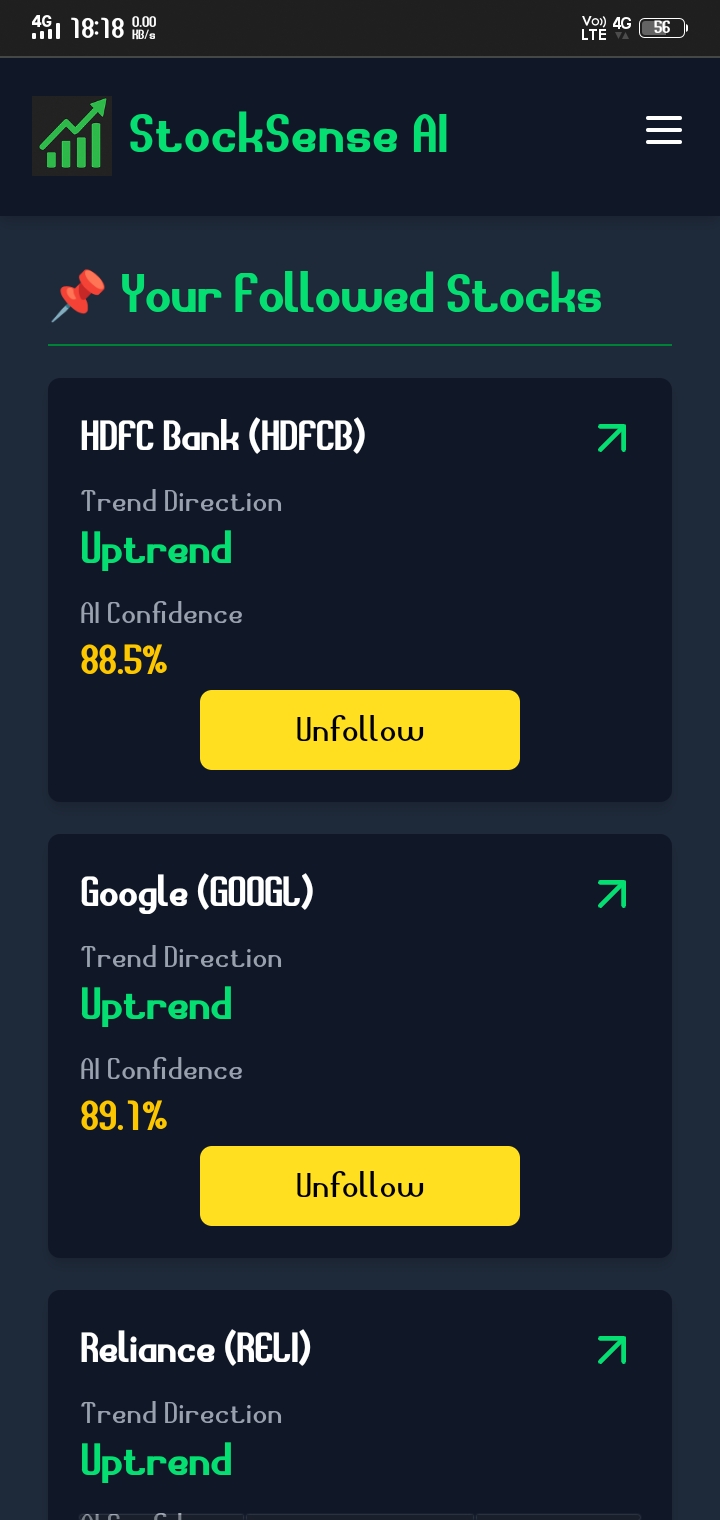 4G 18:18 0.00 KB/s Vo)) LTE 4G 56
StockSense AI
📌 Your Followed Stocks
HDFC Bank (HDFCB)
Trend Direction
Uptrend
AI Confidence
88.5%
Unfollow
Google (GOOGL)
Trend Direction
Uptrend
AI Confidence
89.1%
Unfollow
Reliance (RELI)
Trend Direction
Uptrend